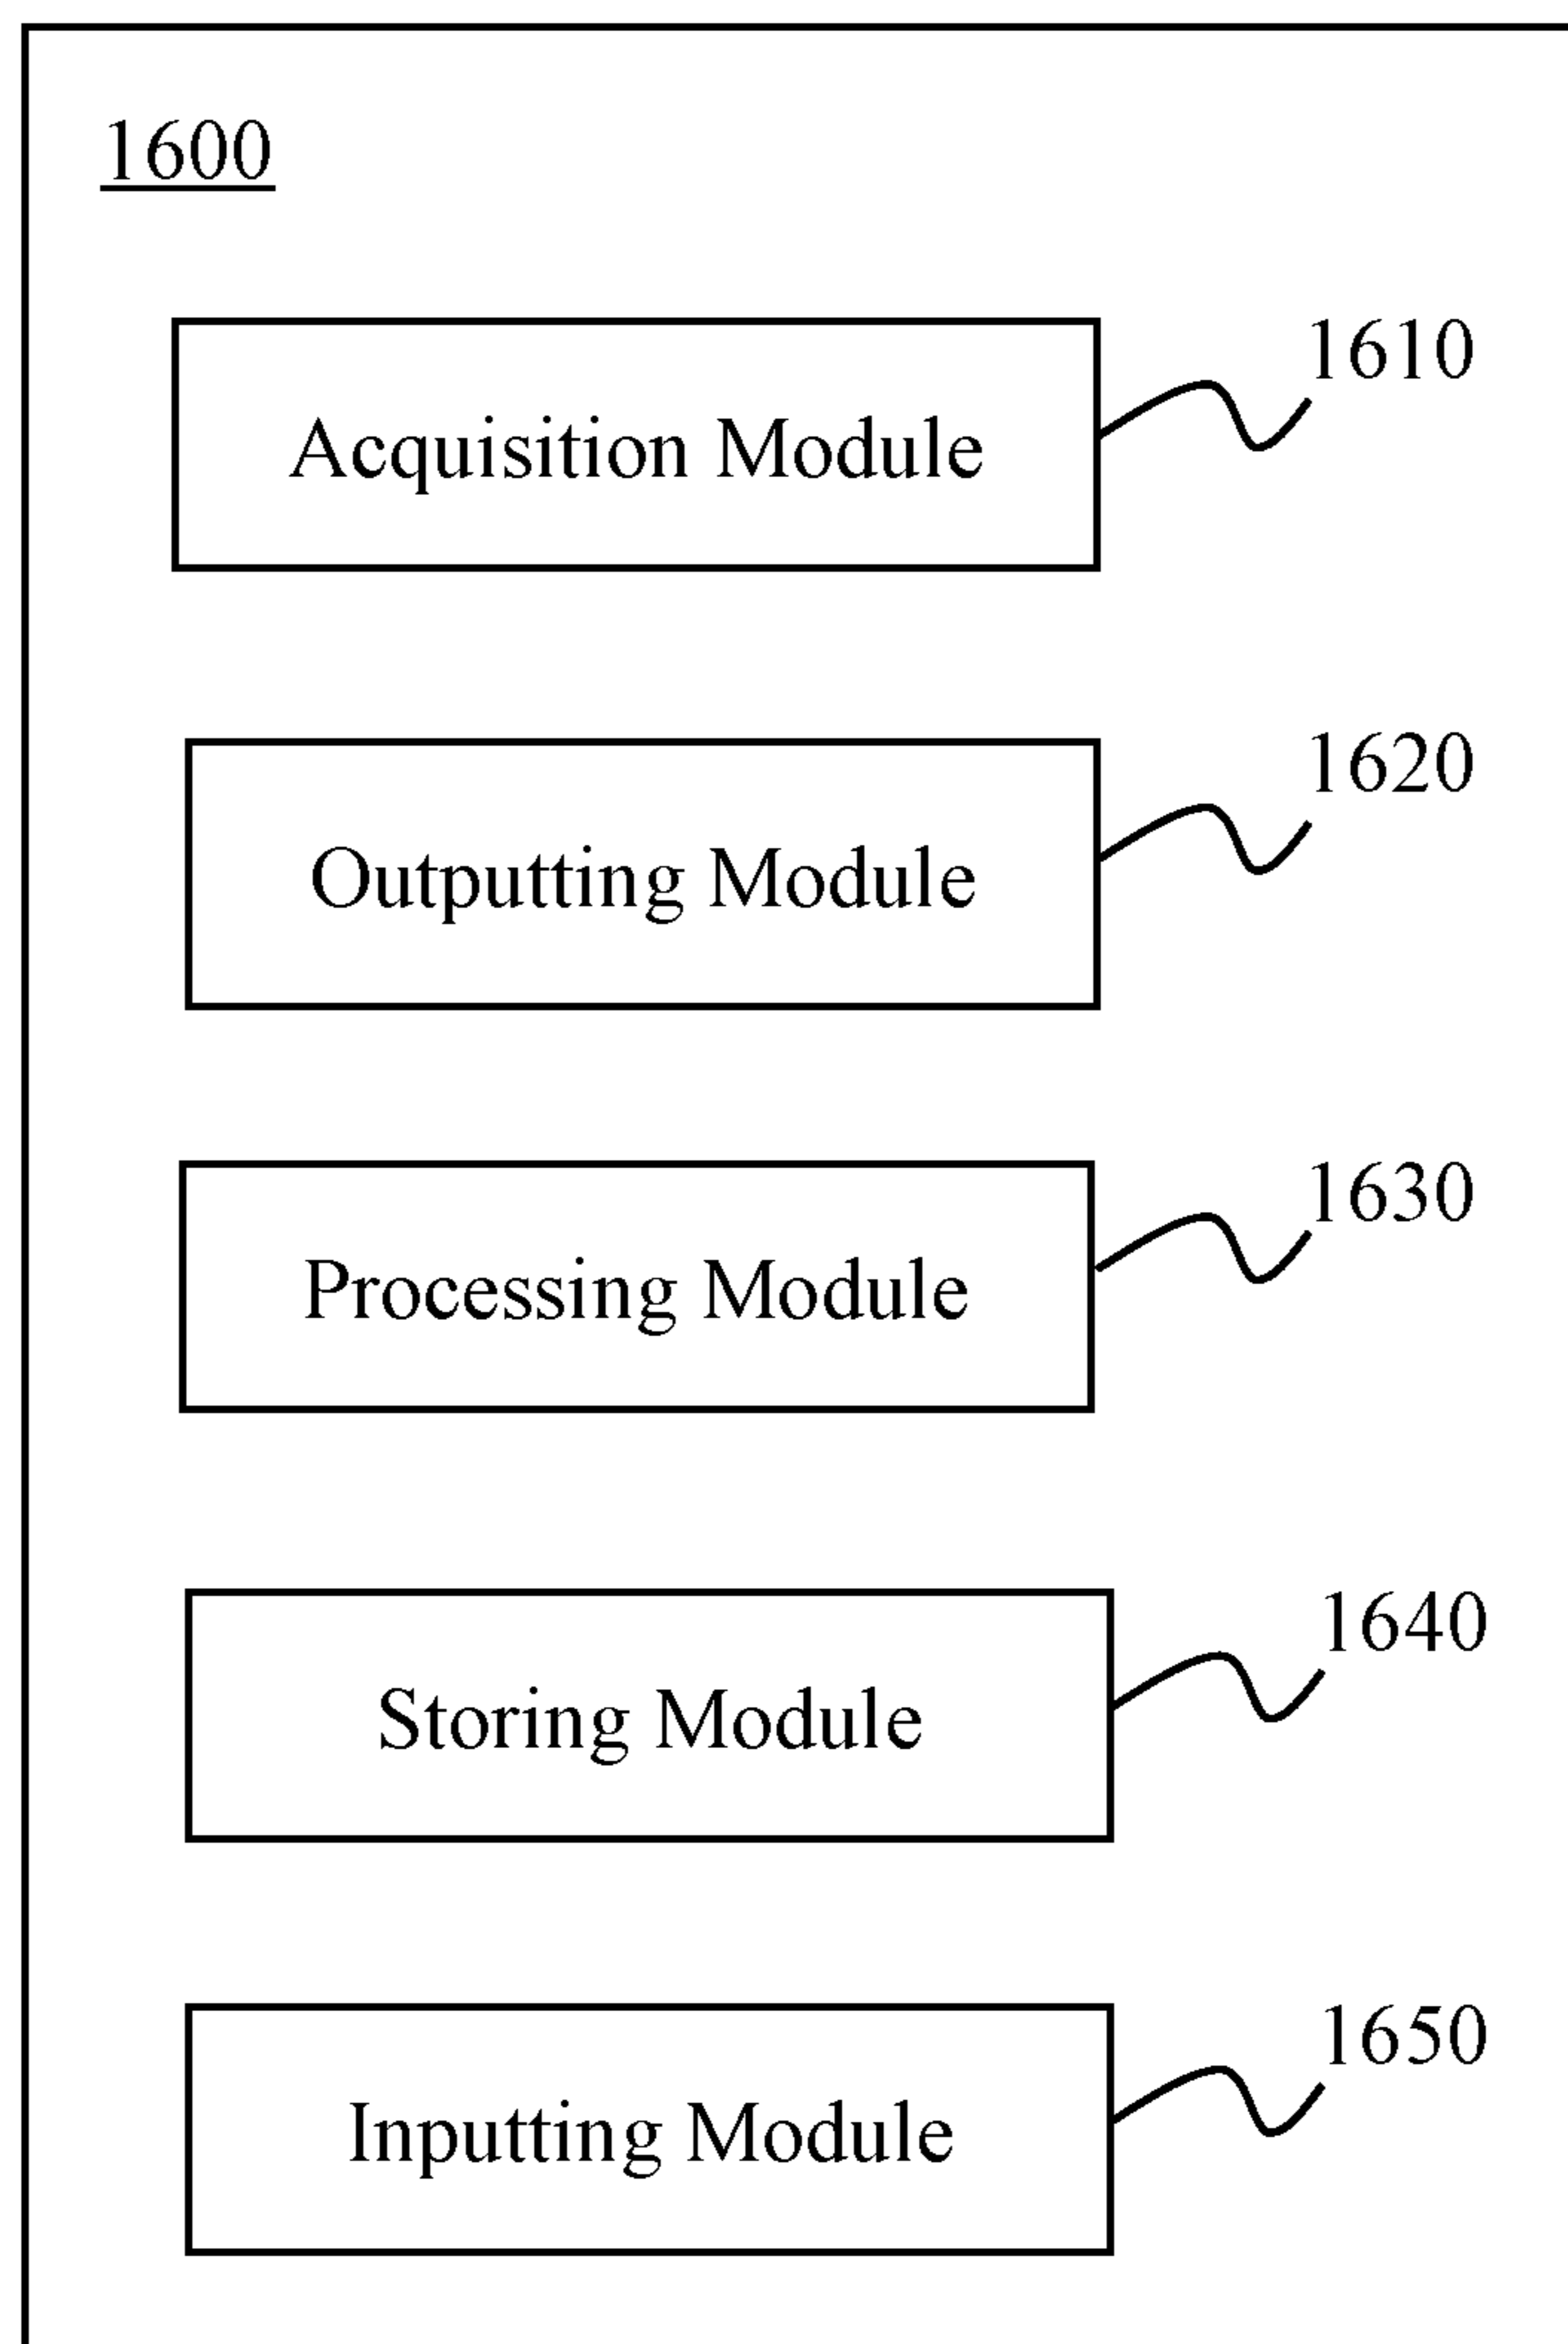 1600
1610
Acquisition Module
1620
Outputting Module
1630
Processing Module
1640
Storing Module
1650
Inputting Module